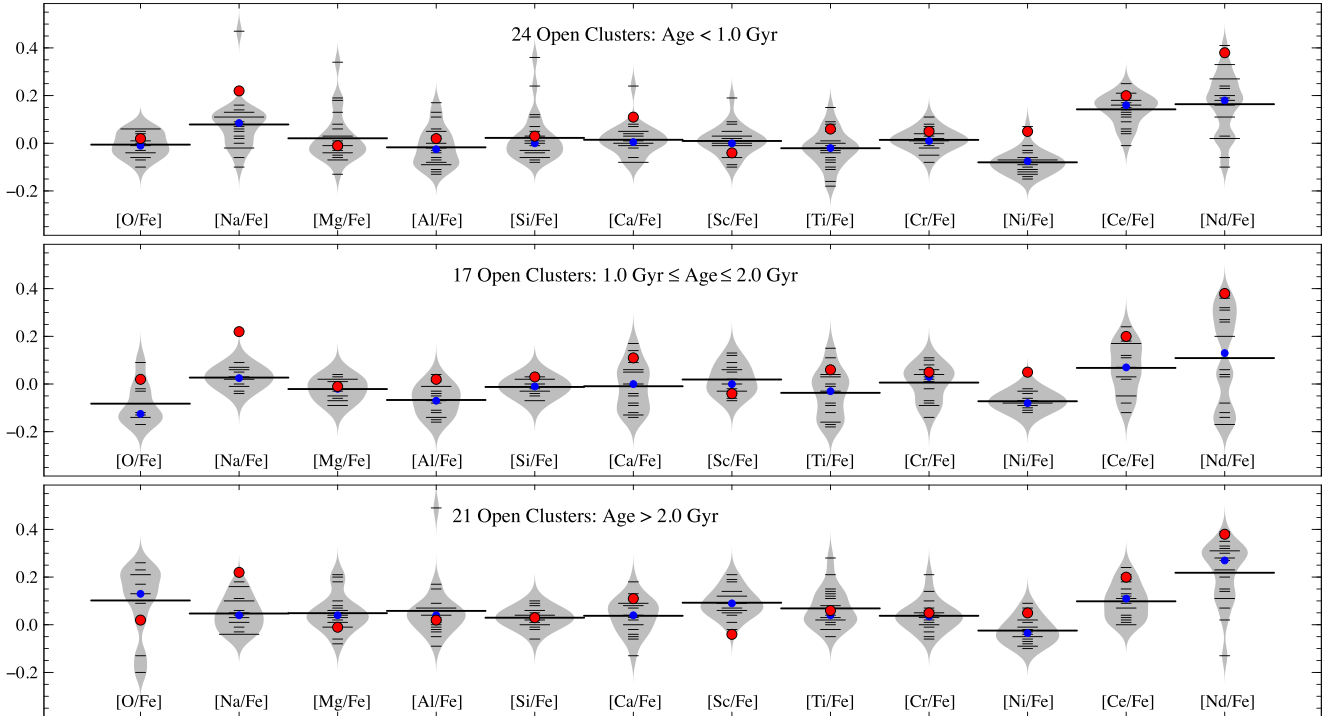 24 Open Clusters: Age < 1.0 Gyr
0.4
0.2
0.0
−0.2
[O/Fe] [Na/Fe] [Mg/Fe] [Al/Fe] [Si/Fe] [Ca/Fe] [Sc/Fe] [Ti/Fe] [Cr/Fe] [Ni/Fe] [Ce/Fe] [Nd/Fe]
17 Open Clusters: 1.0 Gyr ≤ Age ≤ 2.0 Gyr
0.4
0.2
0.0
−0.2
[O/Fe] [Na/Fe] [Mg/Fe] [Al/Fe] [Si/Fe] [Ca/Fe] [Sc/Fe] [Ti/Fe] [Cr/Fe] [Ni/Fe] [Ce/Fe] [Nd/Fe]
21 Open Clusters: Age > 2.0 Gyr
0.4
0.2
0.0
−0.2
[O/Fe] [Na/Fe] [Mg/Fe] [Al/Fe] [Si/Fe] [Ca/Fe] [Sc/Fe] [Ti/Fe] [Cr/Fe] [Ni/Fe] [Ce/Fe] [Nd/Fe]